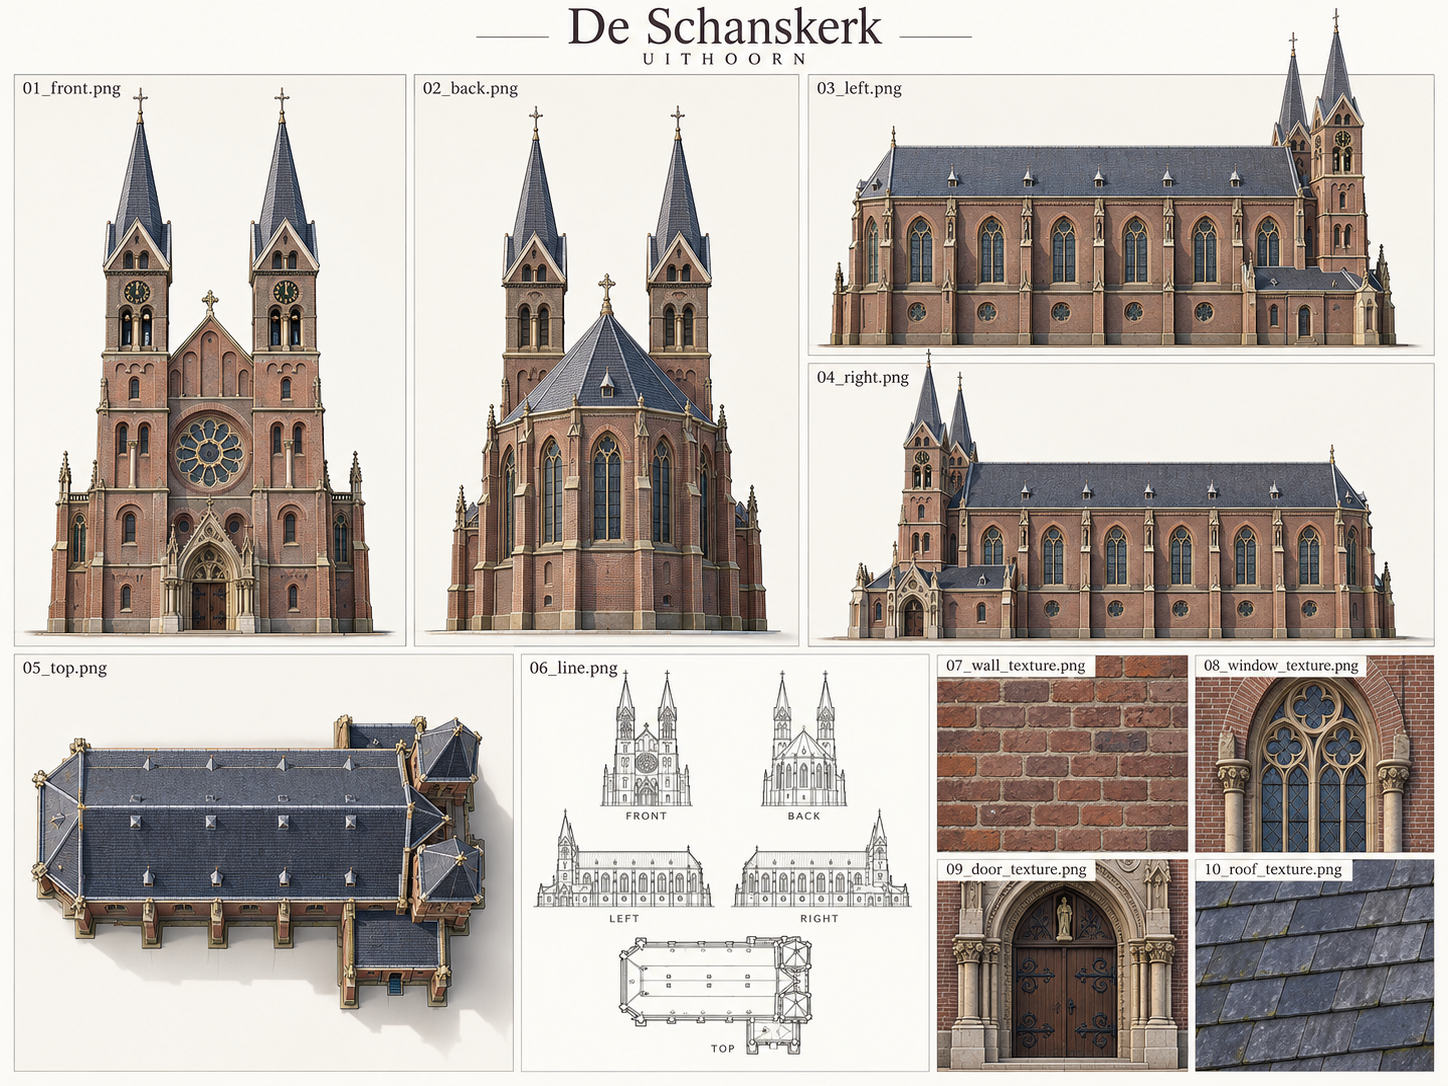 De Schanskerk
UITHOORN
01_front.png
02_back.png
03_left.png
04_right.png
05_top.png
06_line.png
FRONT
BACK
LEFT
RIGHT
TOP
07_wall_texture.png
08_window_texture.png
09_door_texture.png
10_roof_texture.png